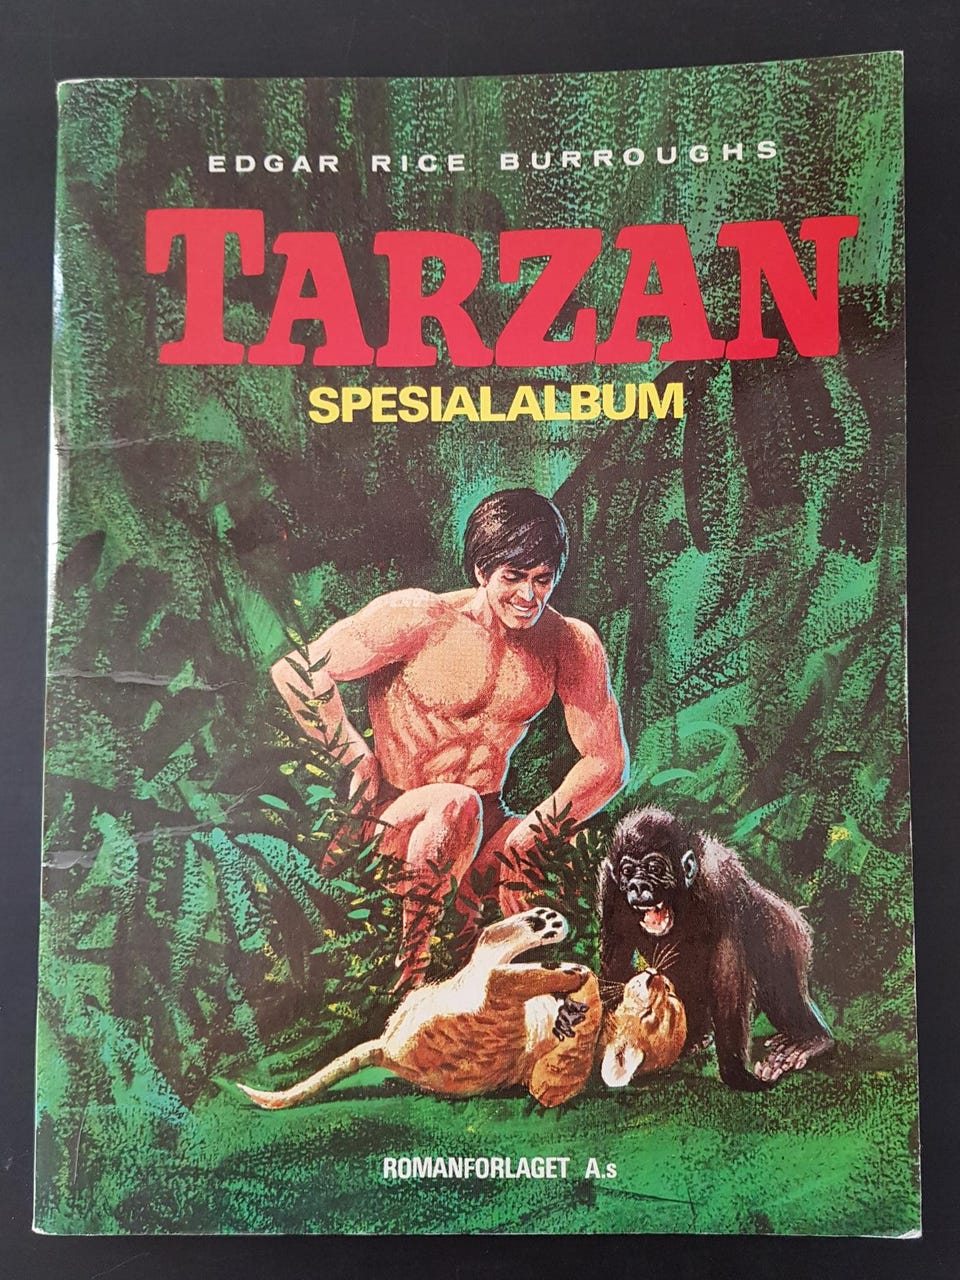 EDGAR RICE BURROUGHS
TARZAN
SPESIALALBUM
ROMANFORLAGET A.s